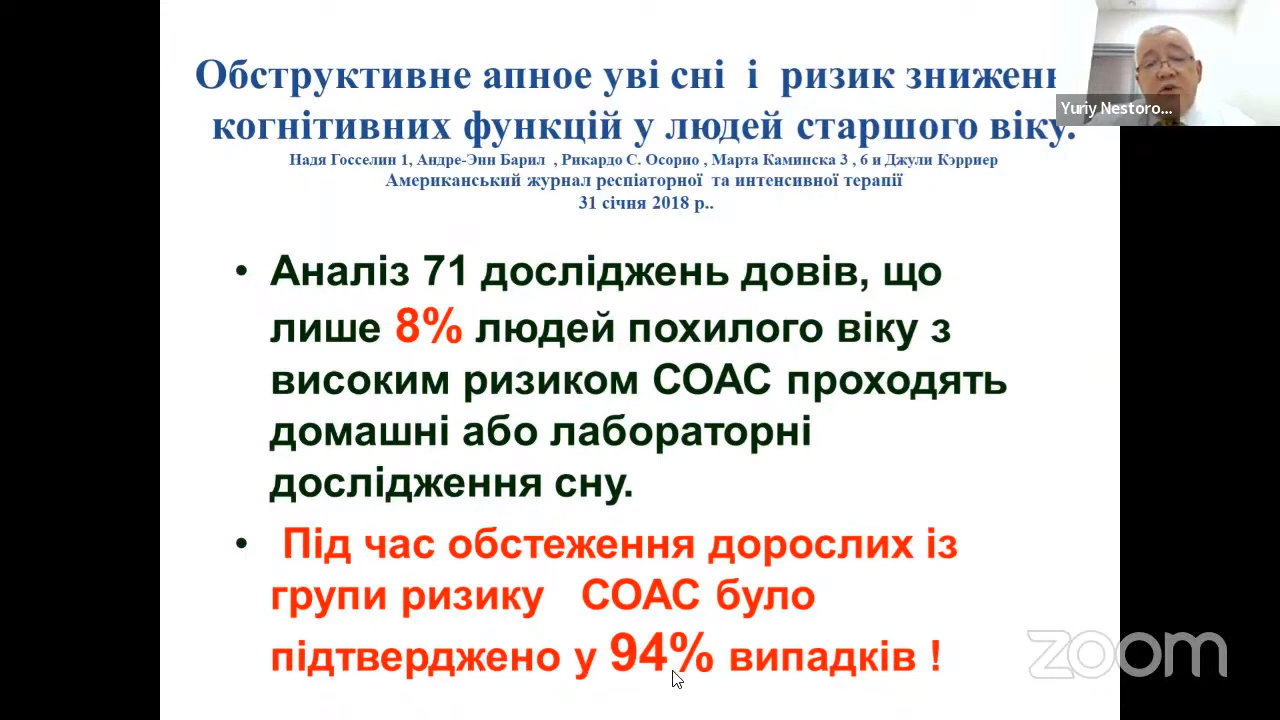 Обструктивне апное уві сні і ризик
когнітивних функцій у людей старшого віку.
Надя Госселин 1, Андре-Энн Барил , Рикардо С. Осорио , Марта Каминска 3 , 6 и Джули Кэрриер
Американський журнал респіаторної та интенсивної терапії
31 січня 2018 р..
• Аналіз 71 досліджень довів, що
лише 8% людей похилого віку з
високим ризиком СОАС проходять
домашні або лабораторні
дослідження сну.
• Під час обстеження дорослих із
групи ризику СОАС було
підтверджено у 94% випадків !
Yuriy Nestoro...
zoom